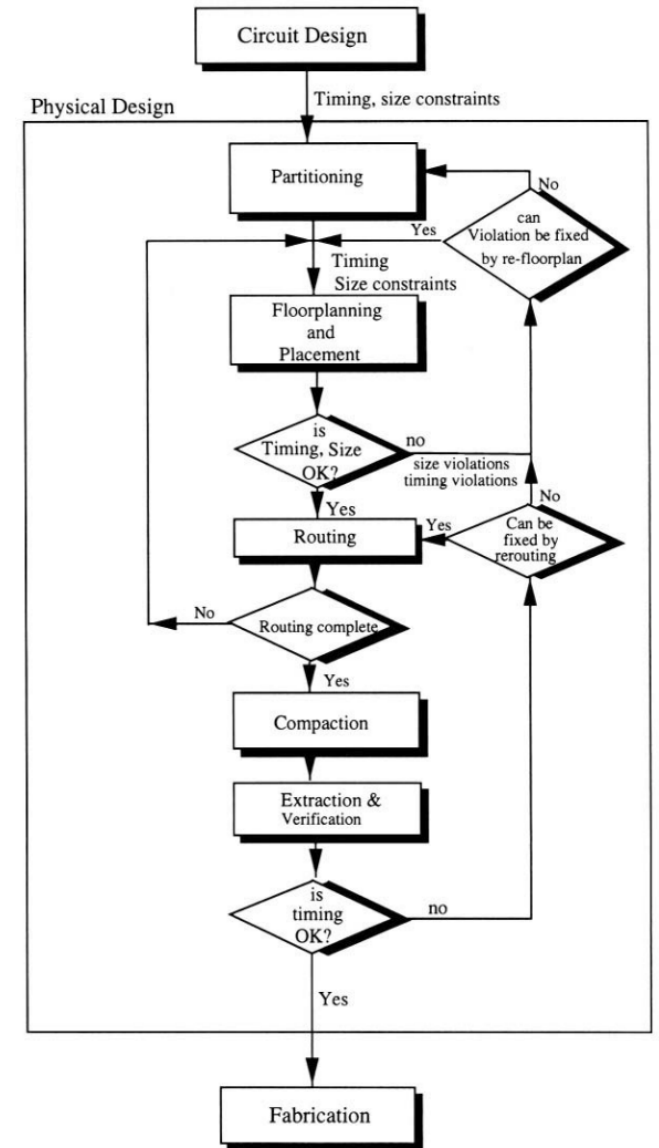 Circuit Design
Timing, size constraints
Physical Design
Partitioning
No
can
Violation be fixed
by re-floorplan
Yes
Timing
Size constraints
Floorplanning
and
Placement
is
Timing, Size
OK?
no
size violations
timing violations
Yes
No
Routing
Yes
Can be
fixed by
rerouting
No
Routing complete
Yes
Compaction
Extraction &
Verification
is
timing
OK?
no
Yes
Fabrication